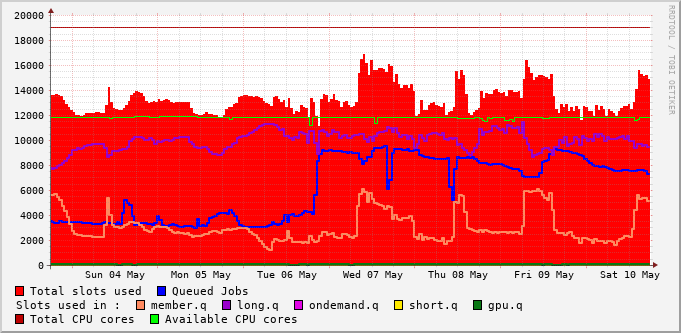 20000
18000
16000
14000
12000
10000
8000
6000
4000
2000
0
Sun 04 May Mon 05 May Tue 06 May Wed 07 May Thu 08 May Fri 09 May Sat 10 May
RRDTOOL / TOBI OETIKER
Total slots used Queued Jobs
Slots used in : member.q long.q ondemand.q short.q gpu.q
Total CPU cores Available CPU cores